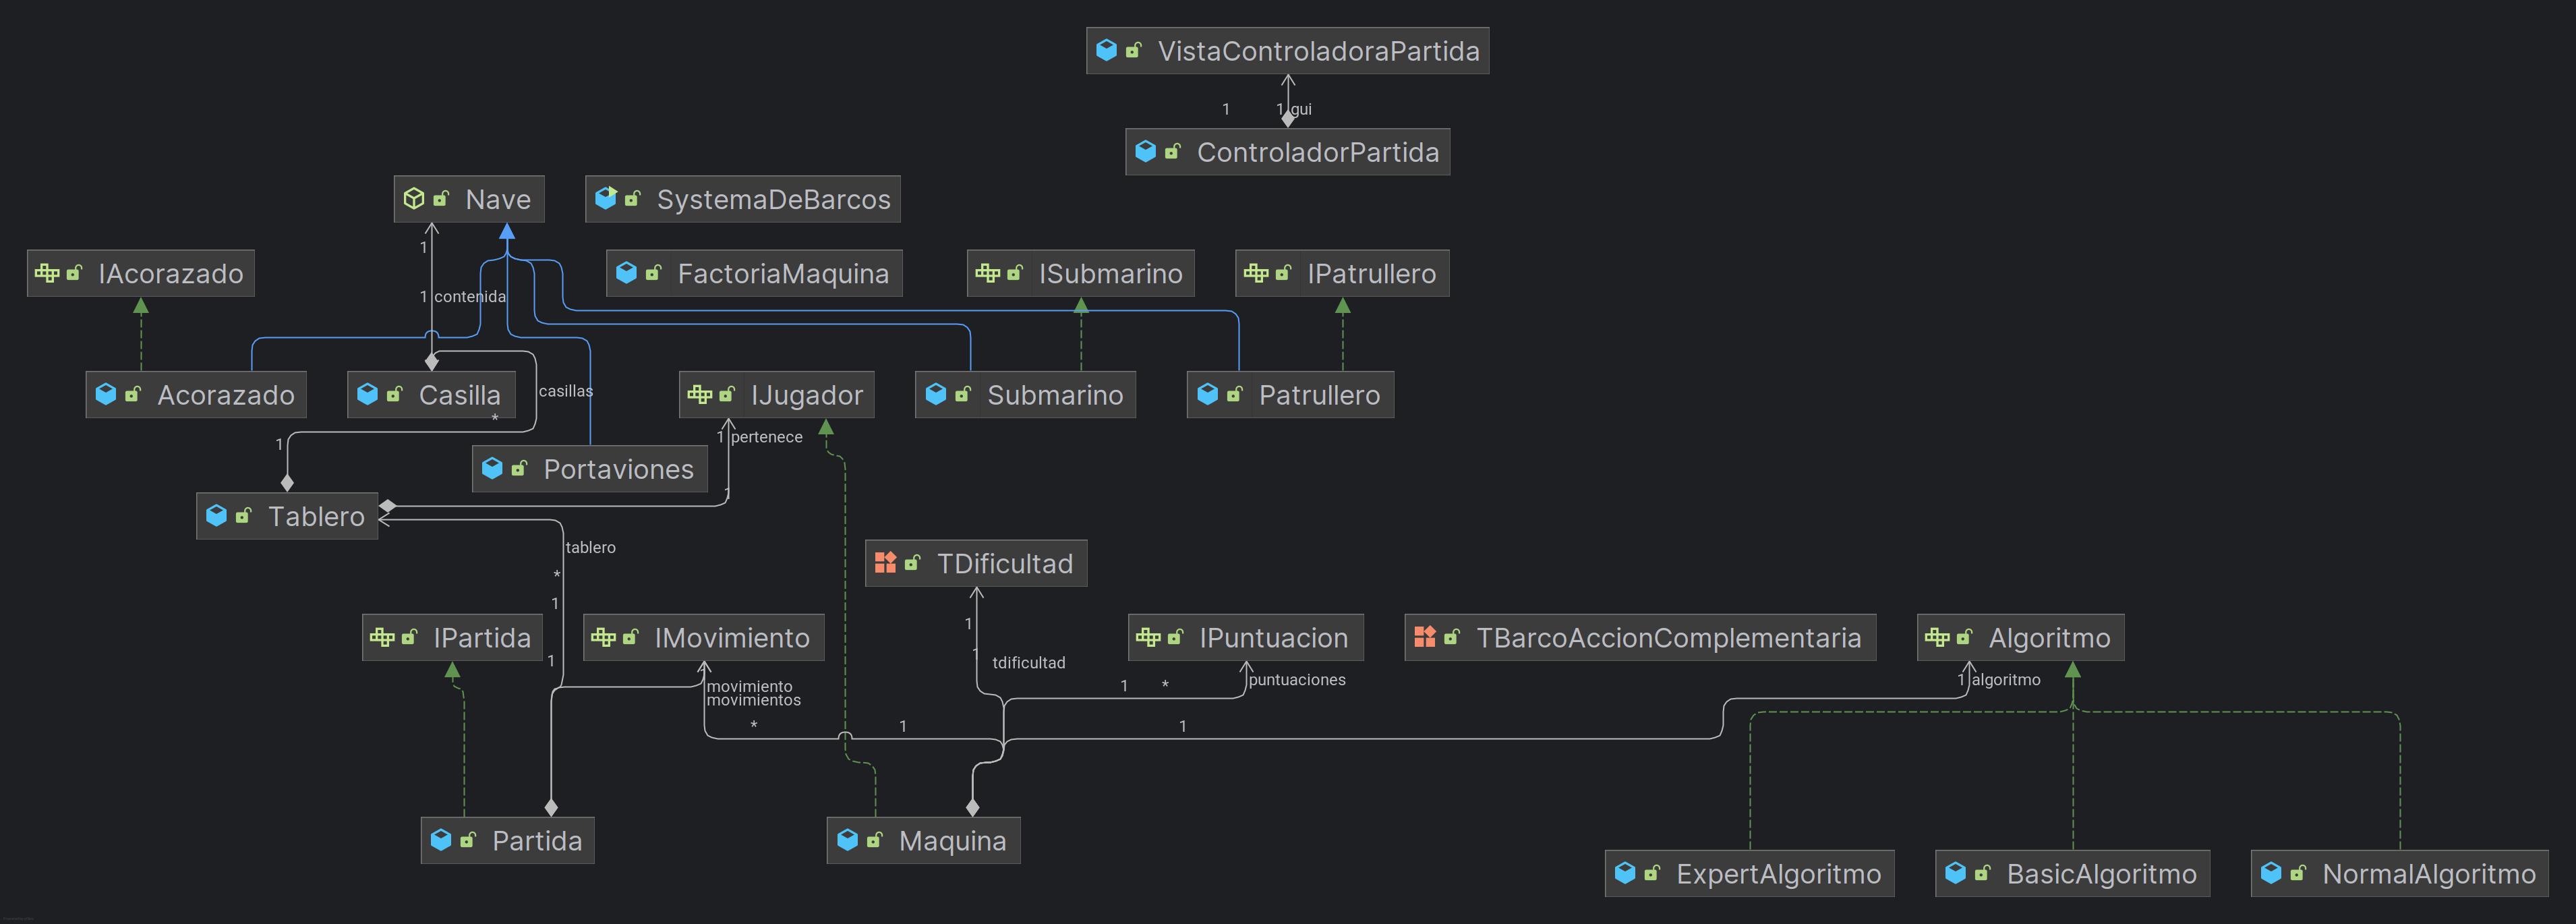 VistaControladoraPartida
1 1 gui
ControladorPartida
Nave
SystemaDeBarcos
1
IAcorazado
FactoriaMaquina
ISubmarino
IPatrullero
1 contenida
Acorazado
Casilla
casillas
*
IJugador
Submarino
Patrullero
1
1 pertenece
Portaviones
1
Tablero
tablero
TDificultad
*
1
1
IPartida
IMovimiento
IPuntuacion
TBarcoAccionComplementaria
Algoritmo
1
1
tdificultad
movimiento
movimientos
1 * puntuaciones
1 algoritmo
* 1 1
Partida
Maquina
ExpertAlgoritmo
BasicAlgoritmo
NormalAlgoritmo